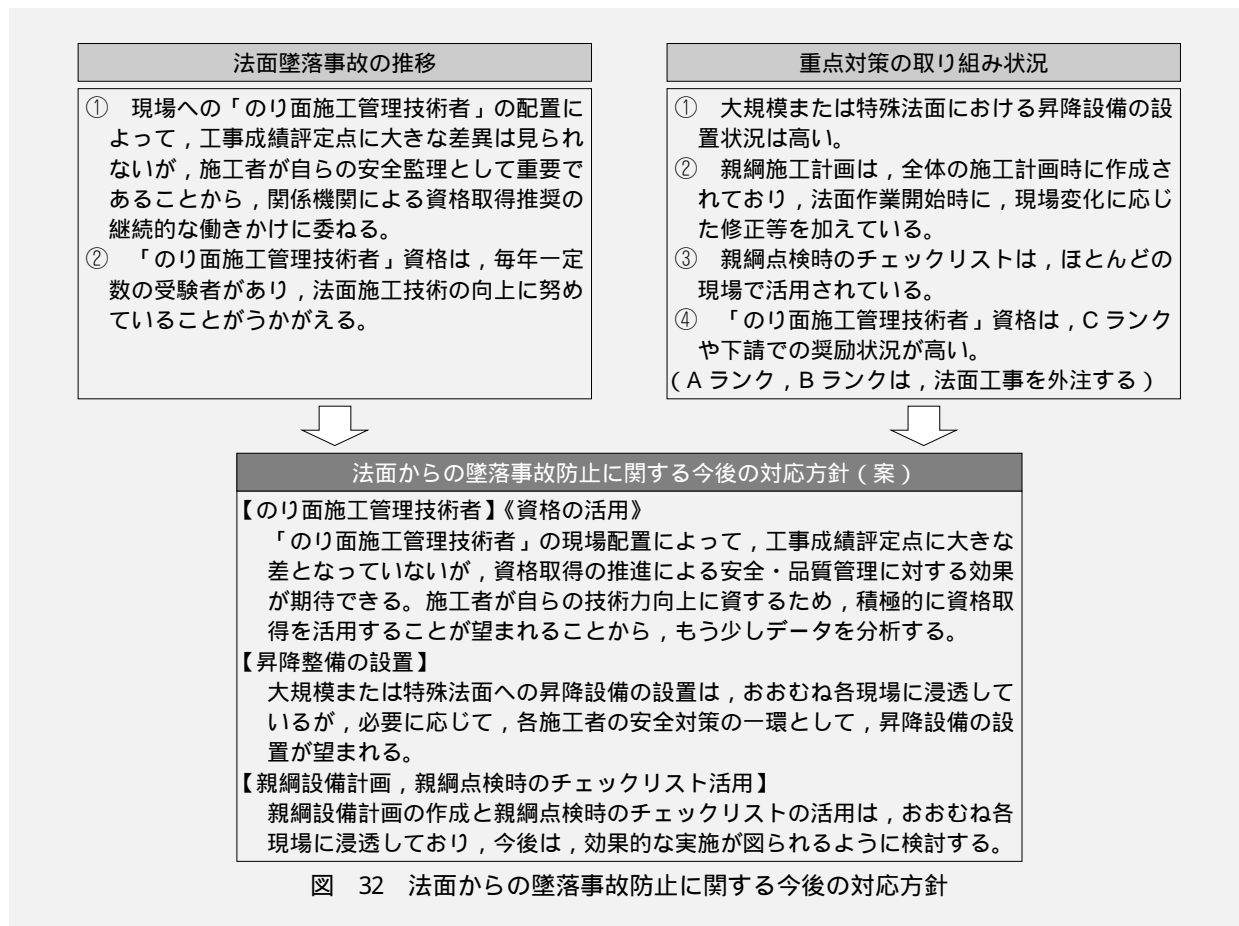 法面墜落事故の推移
① 現場への「のり面施工管理技術者」の配置に
よって，工事成績評定点に大きな差異は見られ
ないが，施工者が自らの安全監理として重要で
あることから，関係機関による資格取得推奨の
継続的な働きかけに委ねる。
② 「のり面施工管理技術者」資格は，毎年一定
数の受験者があり，法面施工技術の向上に努め
ていることがうかがえる。
重点対策の取り組み状況
① 大規模または特殊法面における昇降設備の設
置状況は高い。
② 親綱施工計画は，全体の施工計画時に作成さ
れており，法面作業開始時に，現場変化に応じ
た修正等を加えている。
③ 親綱点検時のチェックリストは，ほとんどの
現場で活用されている。
④ 「のり面施工管理技術者」資格は，Cランク
や下請での奨励状況が高い。
（Aランク，Bランクは，法面工事を外注する）
法面からの墜落事故防止に関する今後の対応方針（案）
【のり面施工管理技術者】《資格の活用》
「のり面施工管理技術者」の現場配置によって，工事成績評定点に大きな
差となっていないが，資格取得の推進による安全・品質管理に対する効果
が期待できる。施工者が自らの技術力向上に資するため，積極的に資格取
得を活用することが望まれることから，もう少しデータを分析する。
【昇降整備の設置】
大規模または特殊法面への昇降設備の設置は，おおむね各現場に浸透して
いるが，必要に応じて，各施工者の安全対策の一環として，昇降設備の設
置が望まれる。
【親綱設備計画，親綱点検時のチェックリスト活用】
親綱設備計画の作成と親綱点検時のチェックリストの活用は，おおむね各
現場に浸透しており，今後は，効果的な実施が図られるように検討する。
図 32 法面からの墜落事故防止に関する今後の対応方針